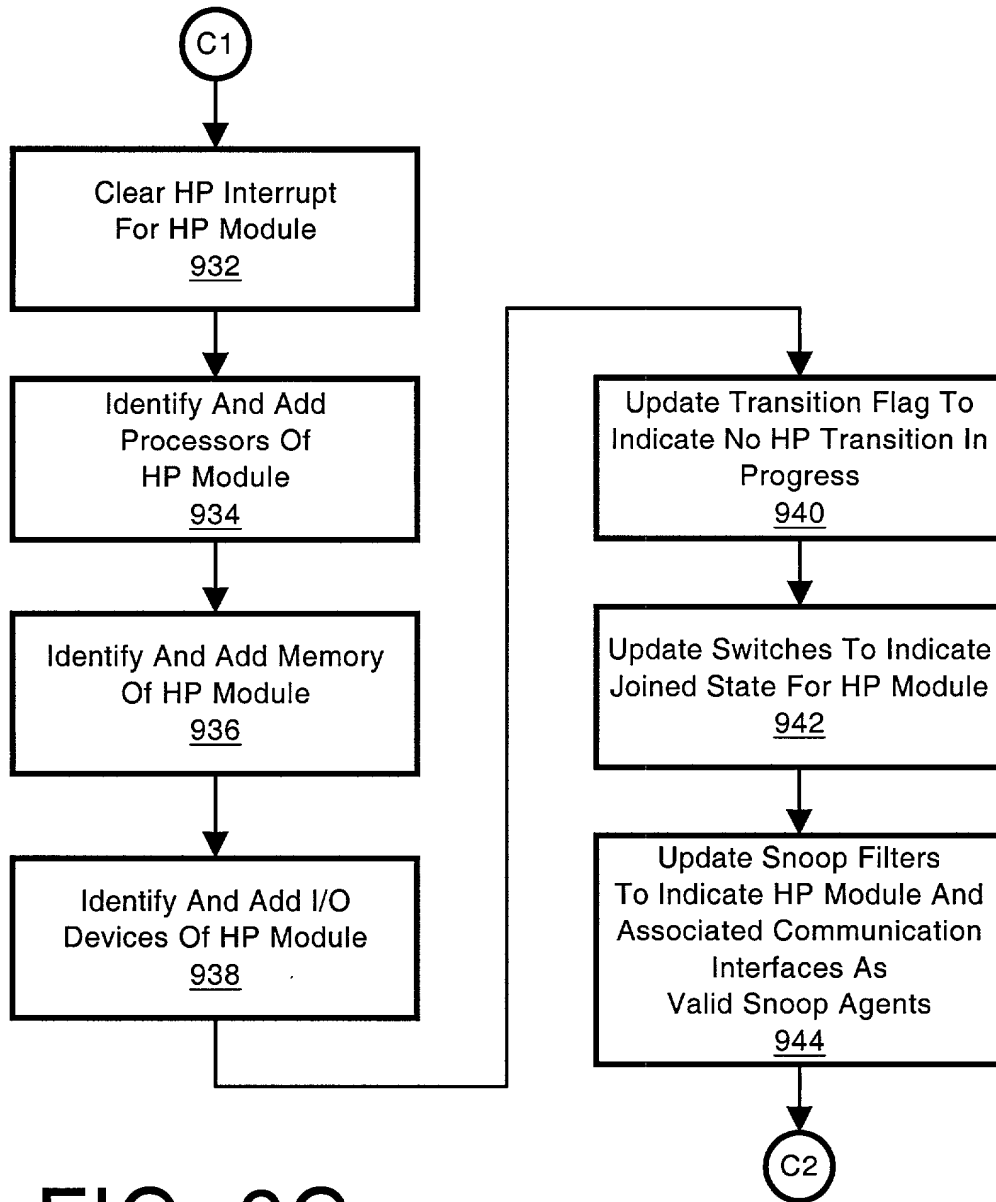 C1
Clear HP Interrupt
For HP Module
932
Identify And Add
Processors Of
HP Module
934
Identify And Add Memory
Of HP Module
936
Identify And Add I/O
Devices Of HP Module
938
Update Transition Flag To
Indicate No HP Transition In
Progress
940
Update Switches To Indicate
Joined State For HP Module
942
Update Snoop Filters
To Indicate HP Module And
Associated Communication
Interfaces As
Valid Snoop Agents
944
C2
FIG.